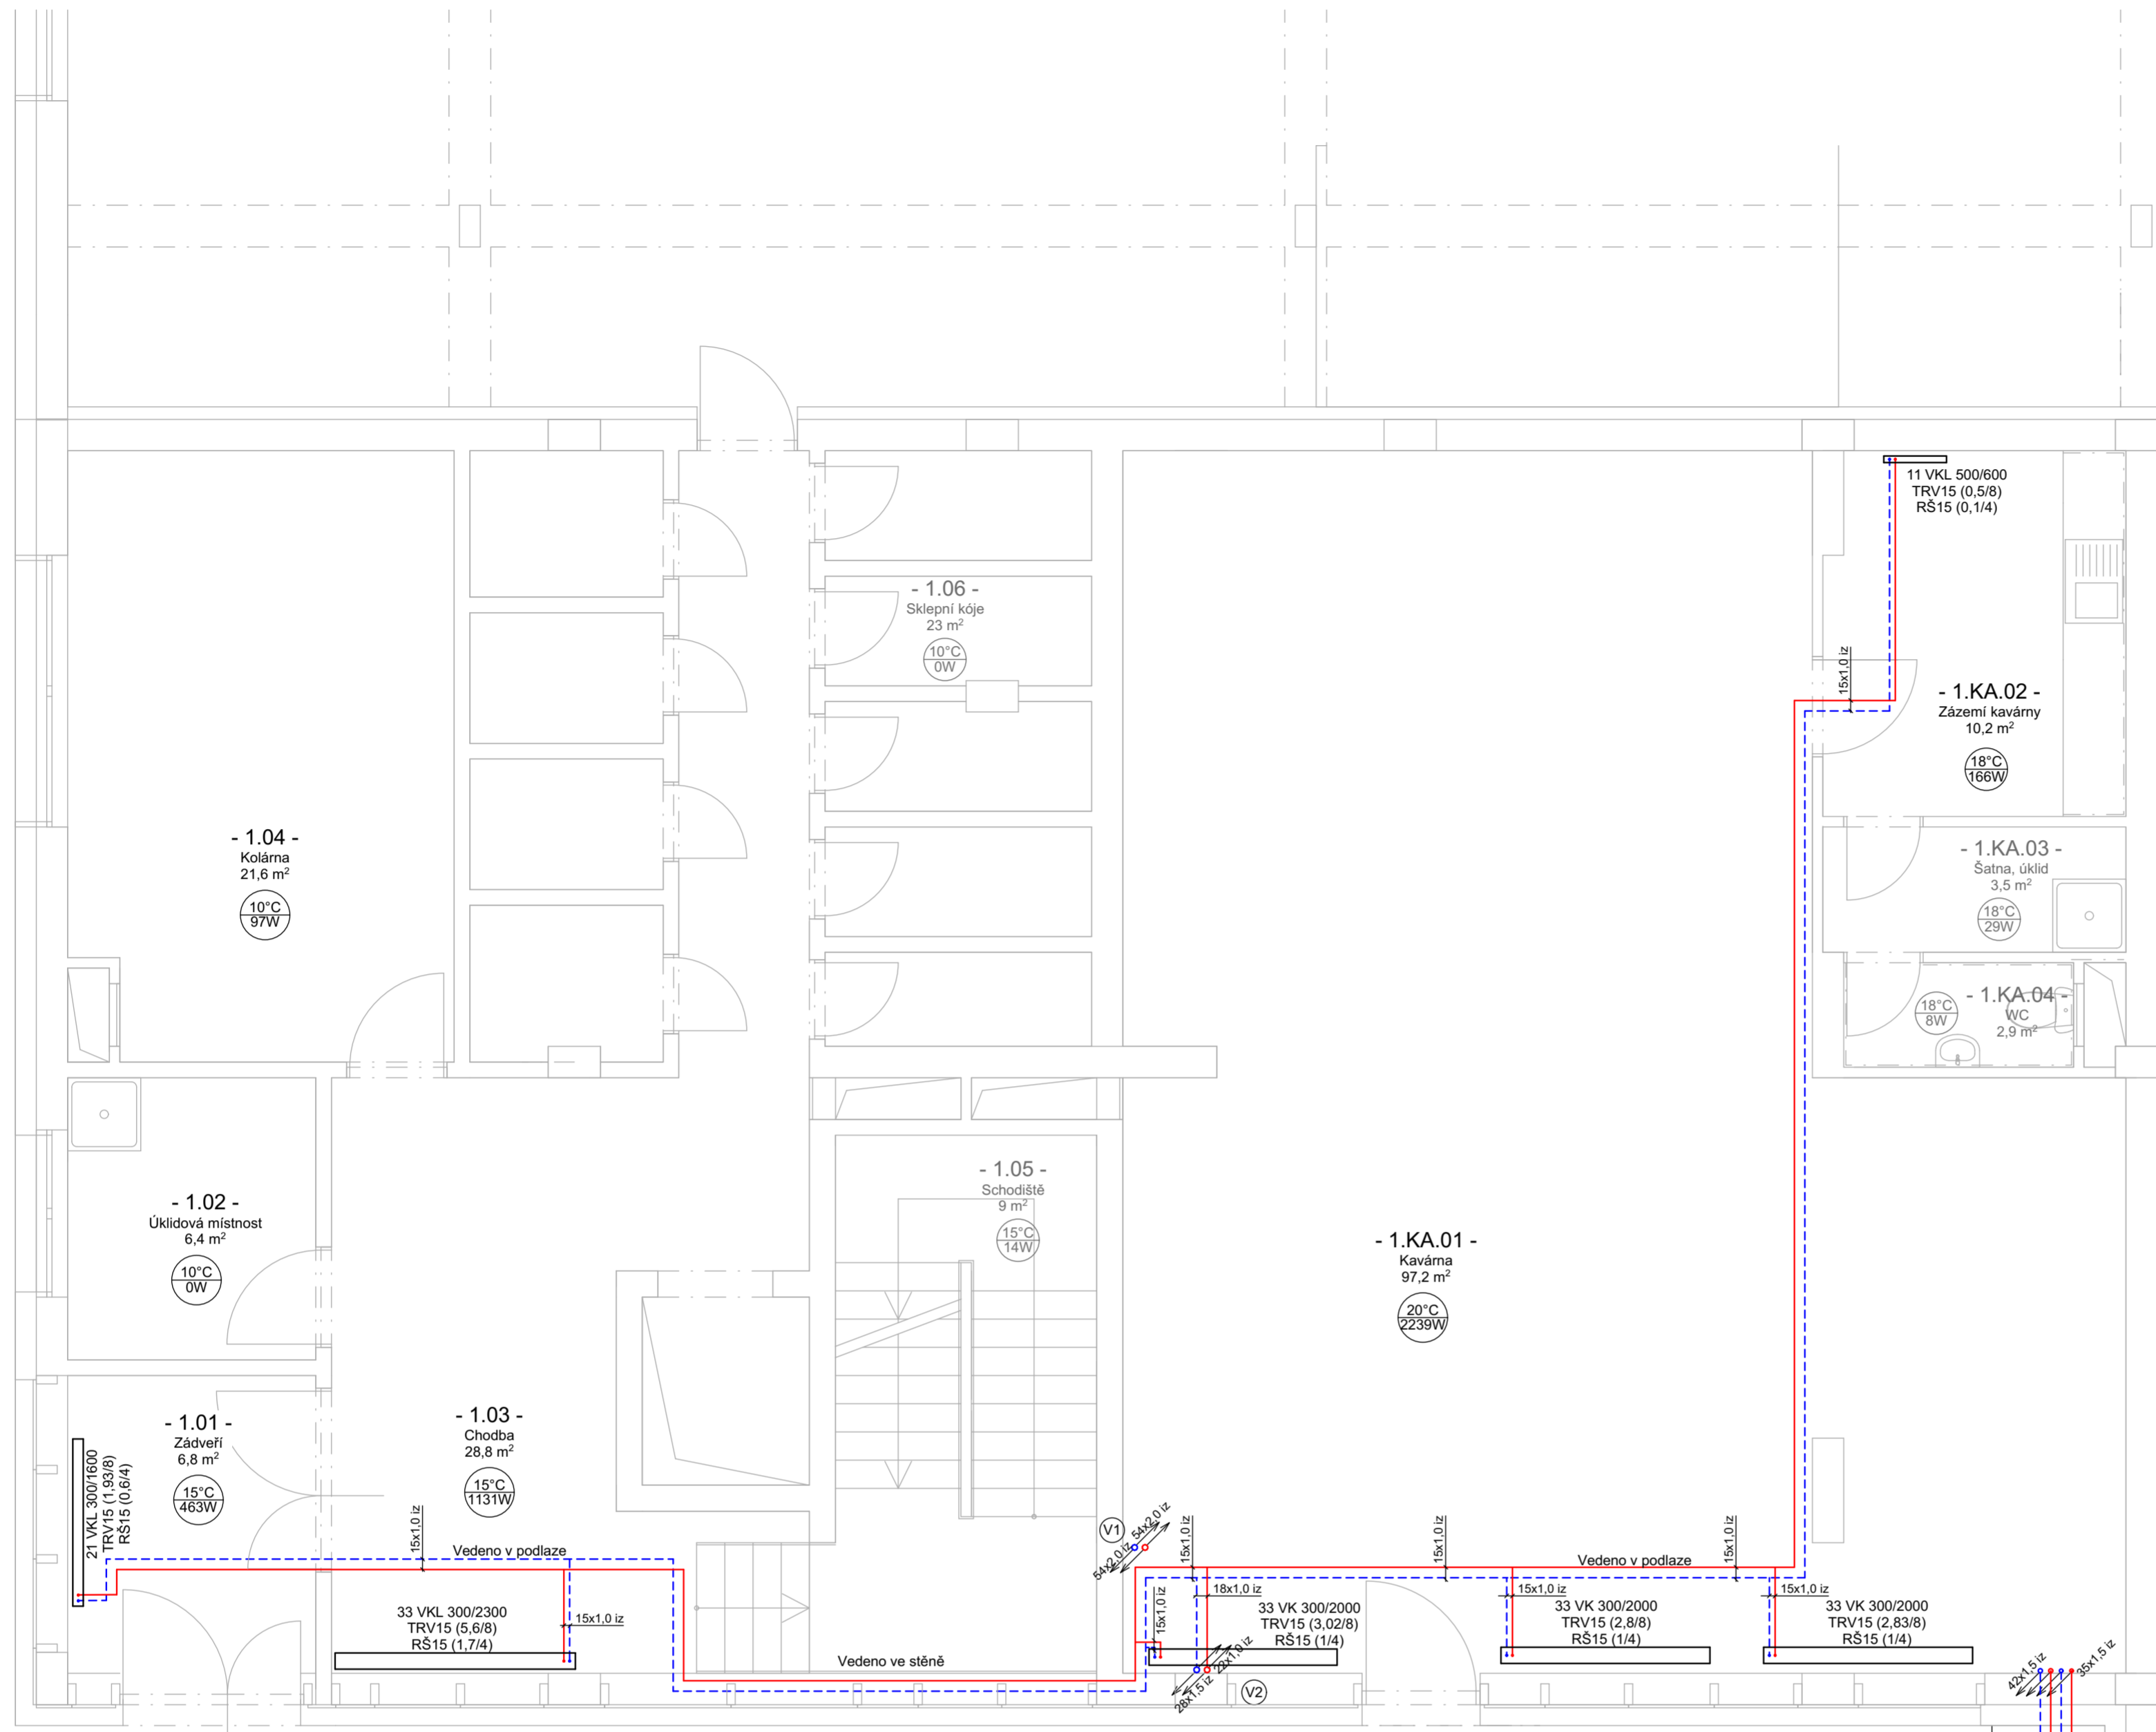 11 VKL 500/600
TRV15 (0,5/8)
RŠ15 (0,1/4)
- 1.06 -
Sklepní kóje
23 m²
10°C
0W
15x1,0 iz
- 1.KA.02 -
Zázemí kavárny
10,2 m²
18°C
166W
- 1.04 -
Kolárna
21,6 m²
10°C
97W
- 1.KA.03 -
Šatna, úklid
3,5 m²
18°C
29W
- 1.KA.04 -
WC
2,9 m²
18°C
8W
- 1.05 -
Schodiště
9 m²
15°C
14W
- 1.02 -
Úklidová místnost
6,4 m²
10°C
0W
- 1.KA.01 -
Kavárna
97,2 m²
20°C
2239W
- 1.01 -
Zádveří
6,8 m²
15°C
463W
- 1.03 -
Chodba
28,8 m²
15°C
1131W
21 VKL 300/1600
TRV15 (1,93/8)
RŠ15 (0,6/4)
15x1,0 iz
Vedeno v podlaze
V1
54x2,0 iz
54x2,0 iz
15x1,0 iz
15x1,0 iz
15x1,0 iz
Vedeno v podlaze
33 VKL 300/2300
TRV15 (5,6/8)
RŠ15 (1,7/4)
15x1,0 iz
Vedeno ve stěně
15x1,0 iz
18x1,0 iz
33 VK 300/2000
TRV15 (3,02/8)
RŠ15 (1/4)
15x1,0 iz
33 VK 300/2000
TRV15 (2,8/8)
RŠ15 (1/4)
15x1,0 iz
33 VK 300/2000
TRV15 (2,83/8)
RŠ15 (1/4)
22x1,0 iz
28x1,5 iz
V2
42x1,5 iz
35x1,5 iz